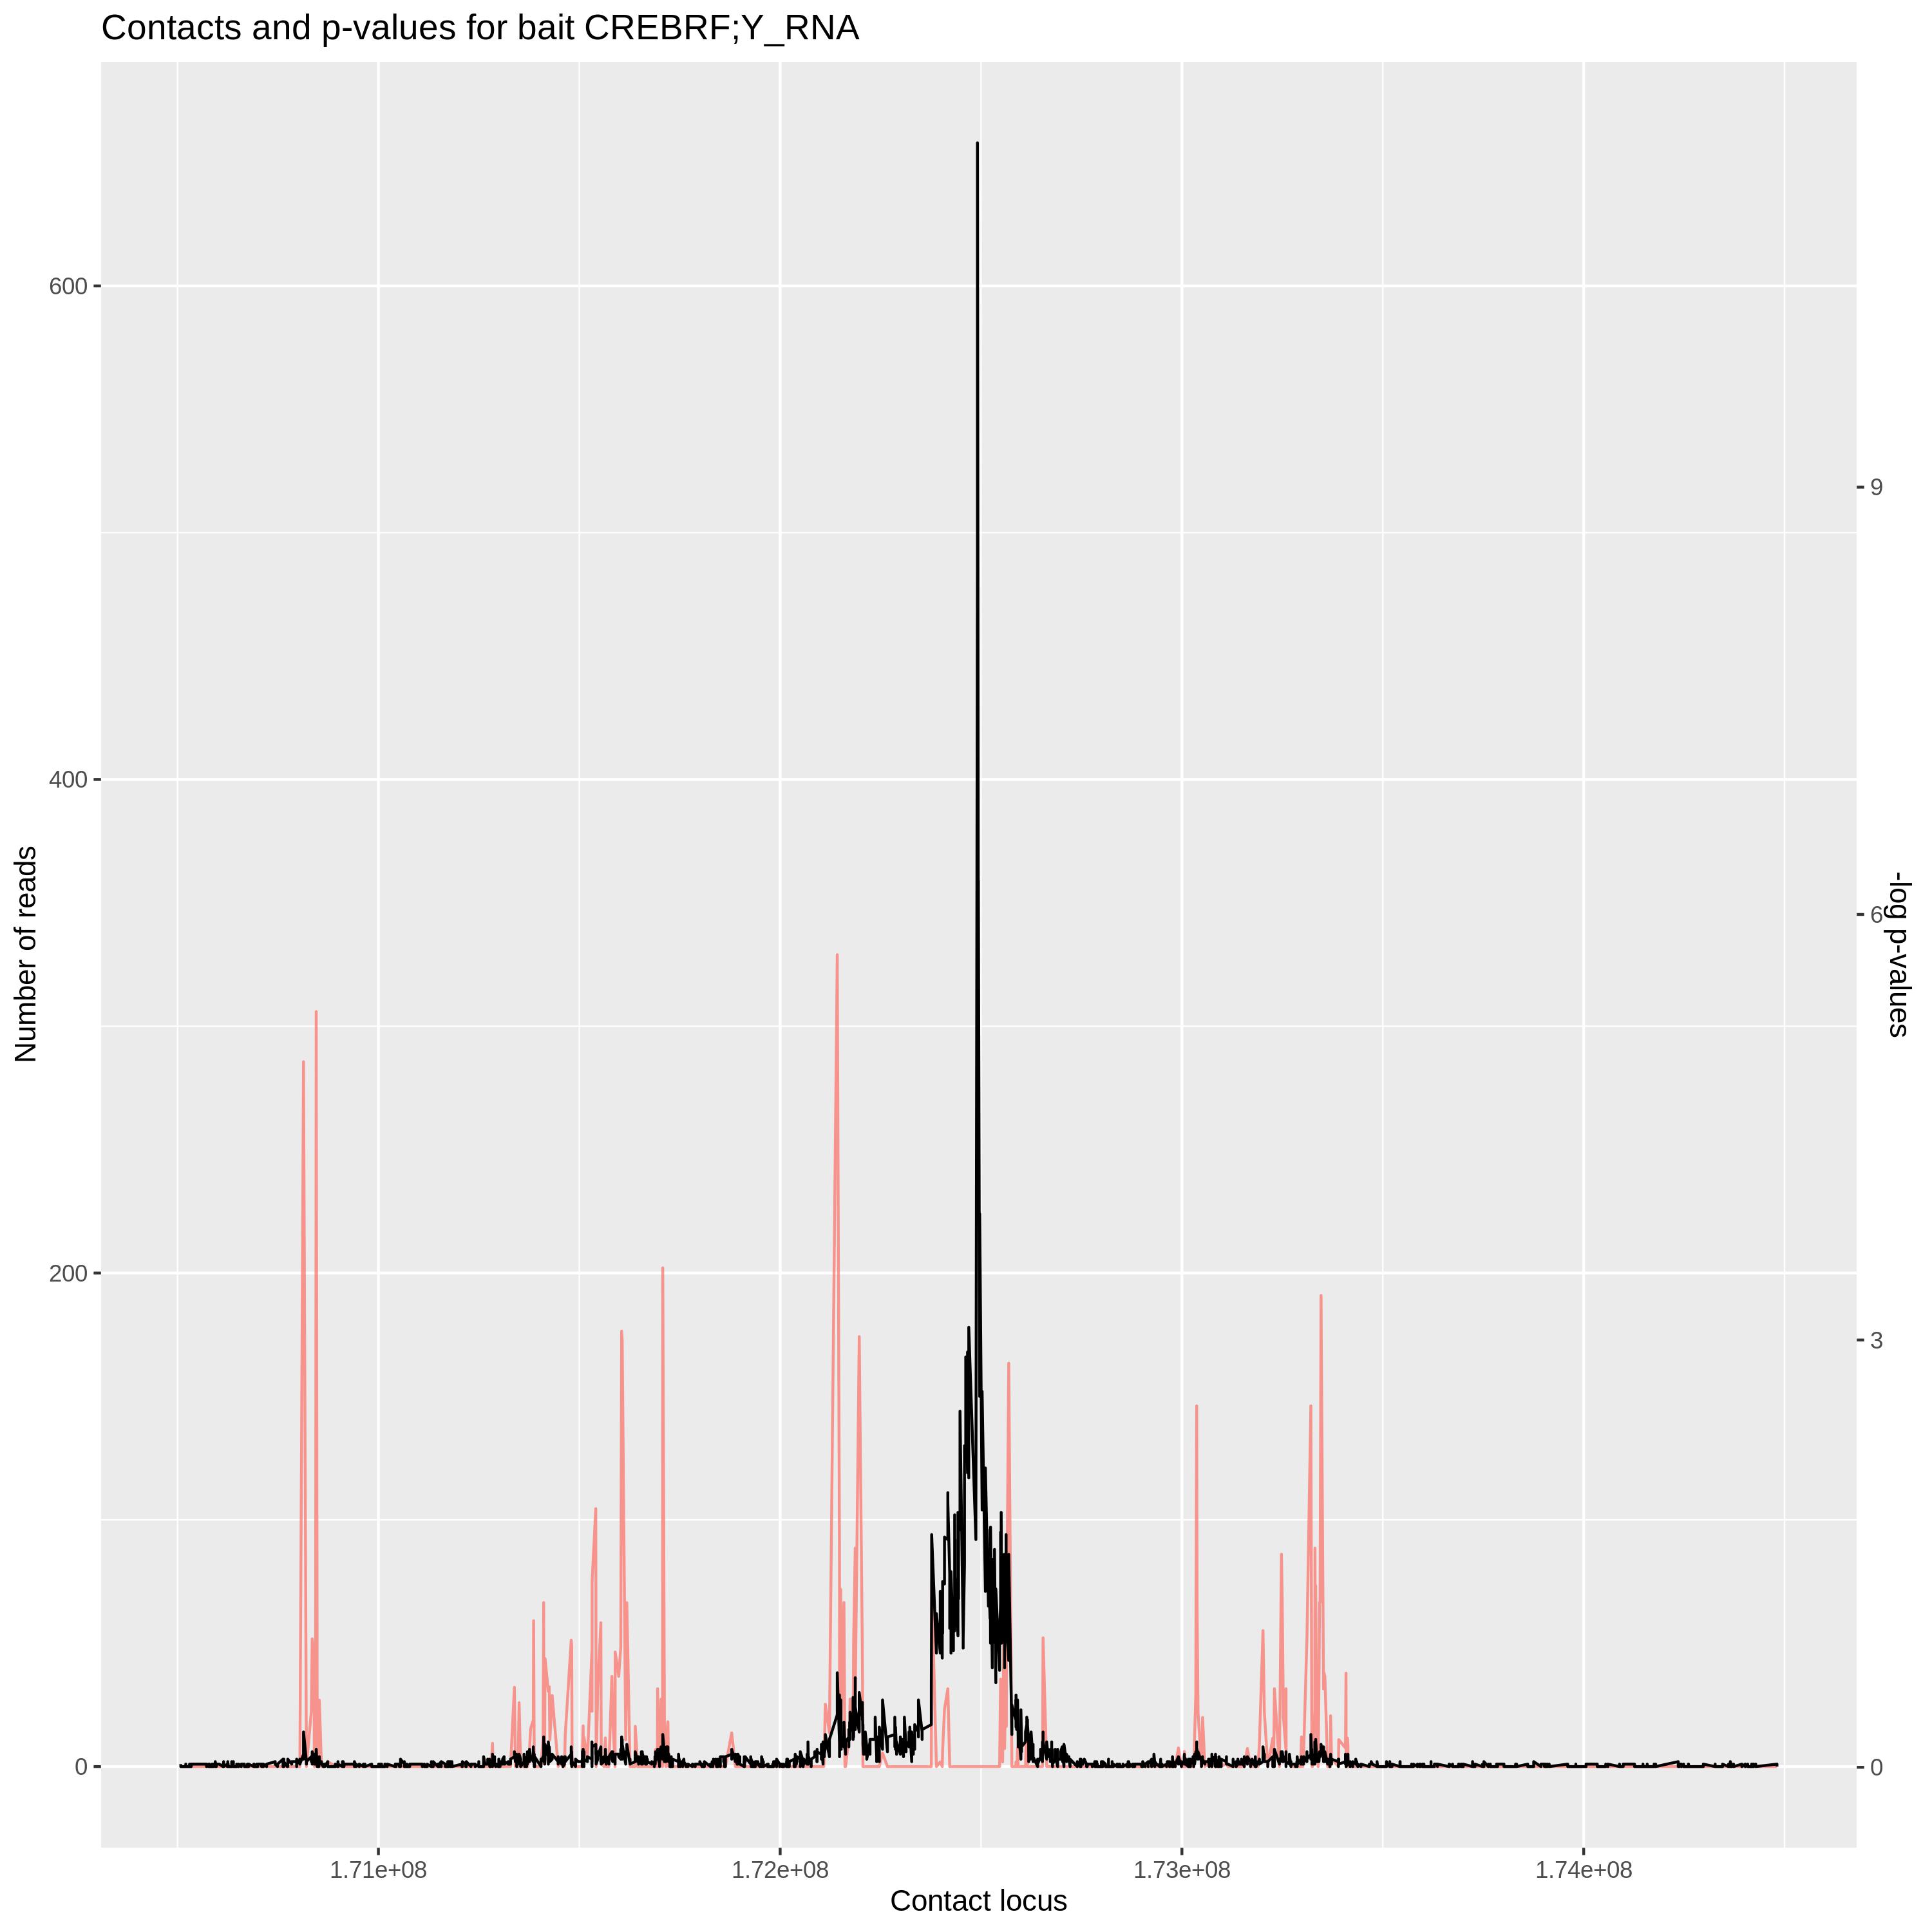 Contacts and p-values for bait CREBRF;Y_RNA
600
400
200
0
Number of reads
9
6
3
0
-log p-values
1.71e+08 1.72e+08 1.73e+08 1.74e+08
Contact locus